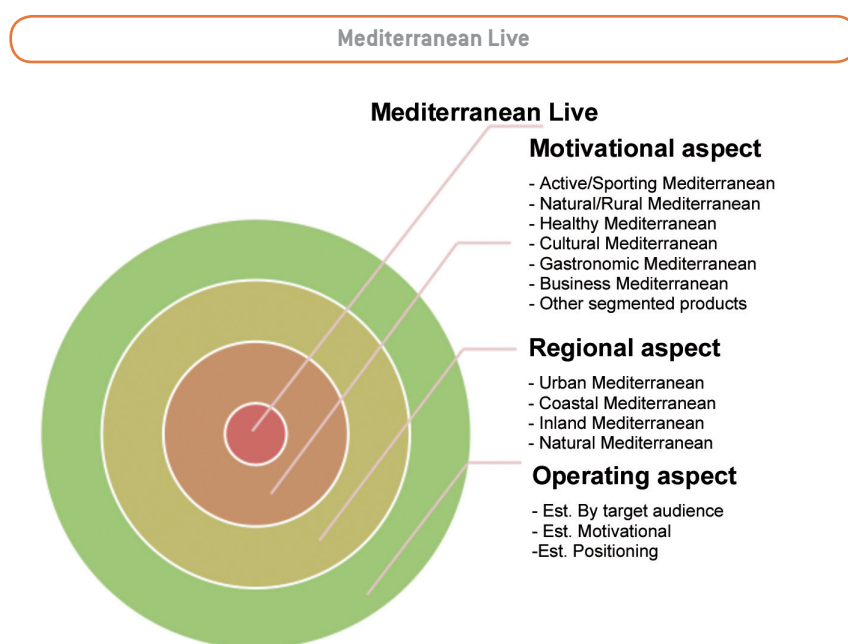 Mediterranean Live
Mediterranean Live
Motivational aspect
- Active/Sporting Mediterranean
- Natural/Rural Mediterranean
- Healthy Mediterranean
- Cultural Mediterranean
- Gastronomic Mediterranean
- Business Mediterranean
- Other segmented products
Regional aspect
- Urban Mediterranean
- Coastal Mediterranean
- Inland Mediterranean
- Natural Mediterranean
Operating aspect
- Est. By target audience
- Est. Motivational
-Est. Positioning